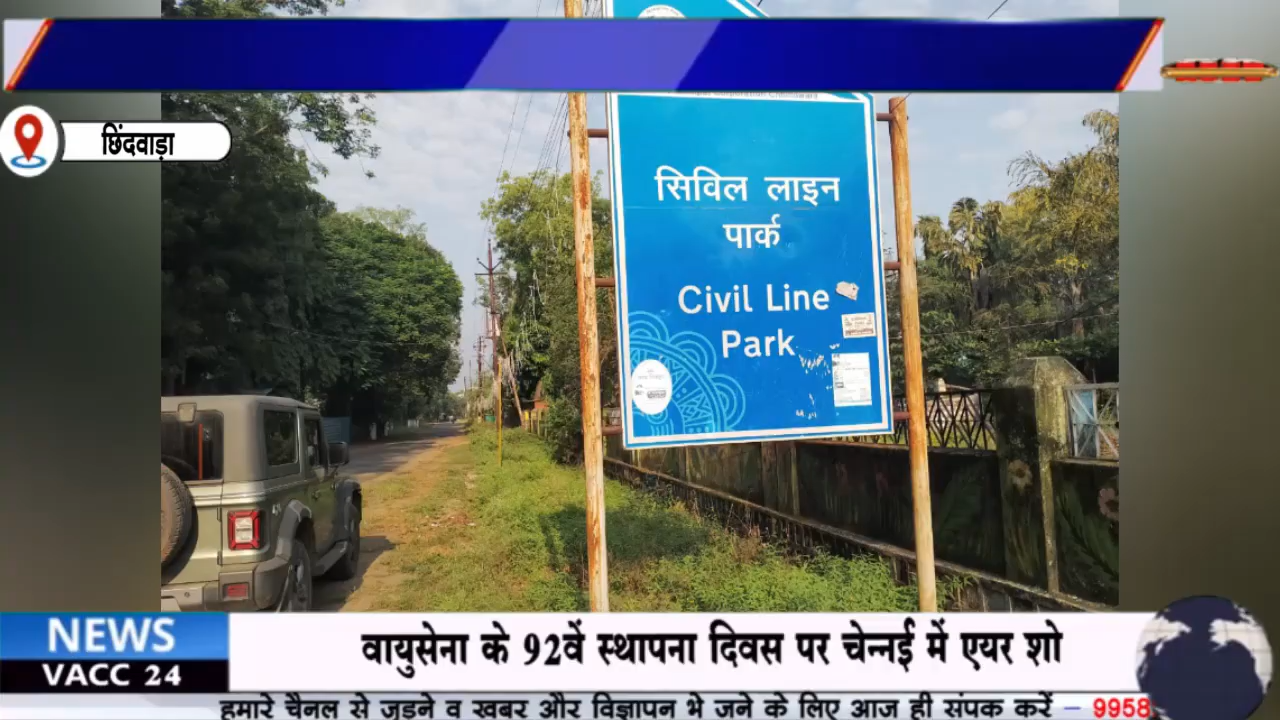 छिंदवाड़ा
सिविल लाइन
पार्क
Civil Line
Park
NEWS
VACC 24
वायुसेना के 92वें स्थापना दिवस पर चेन्नई में एयर शो
हमारे चैनल से जुड़ने व खबर और विज्ञापन भे जने के लिए आज ही संपक करें – 9958